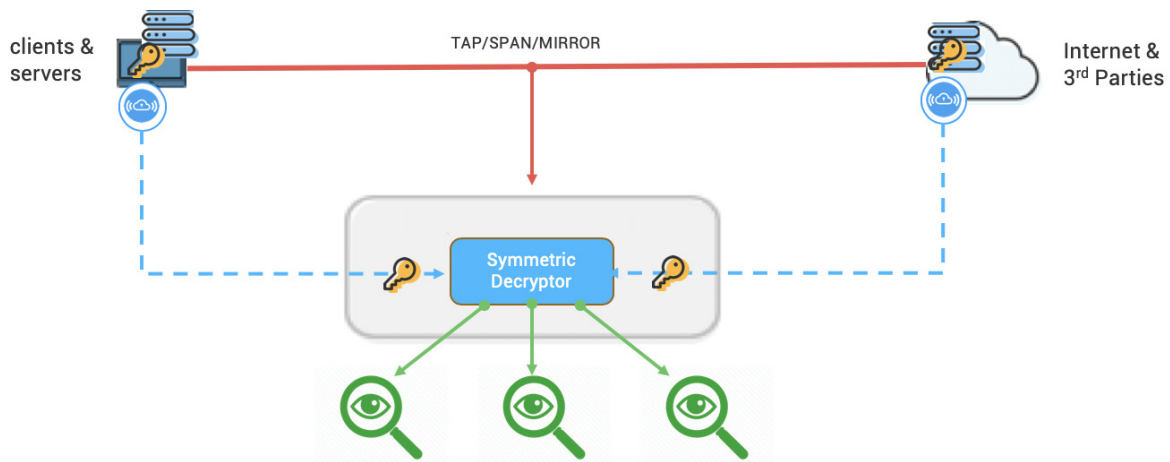 clients &
servers
TAP/SPAN/MIRROR
Internet &
3rd Parties
Symmetric
Decryptor